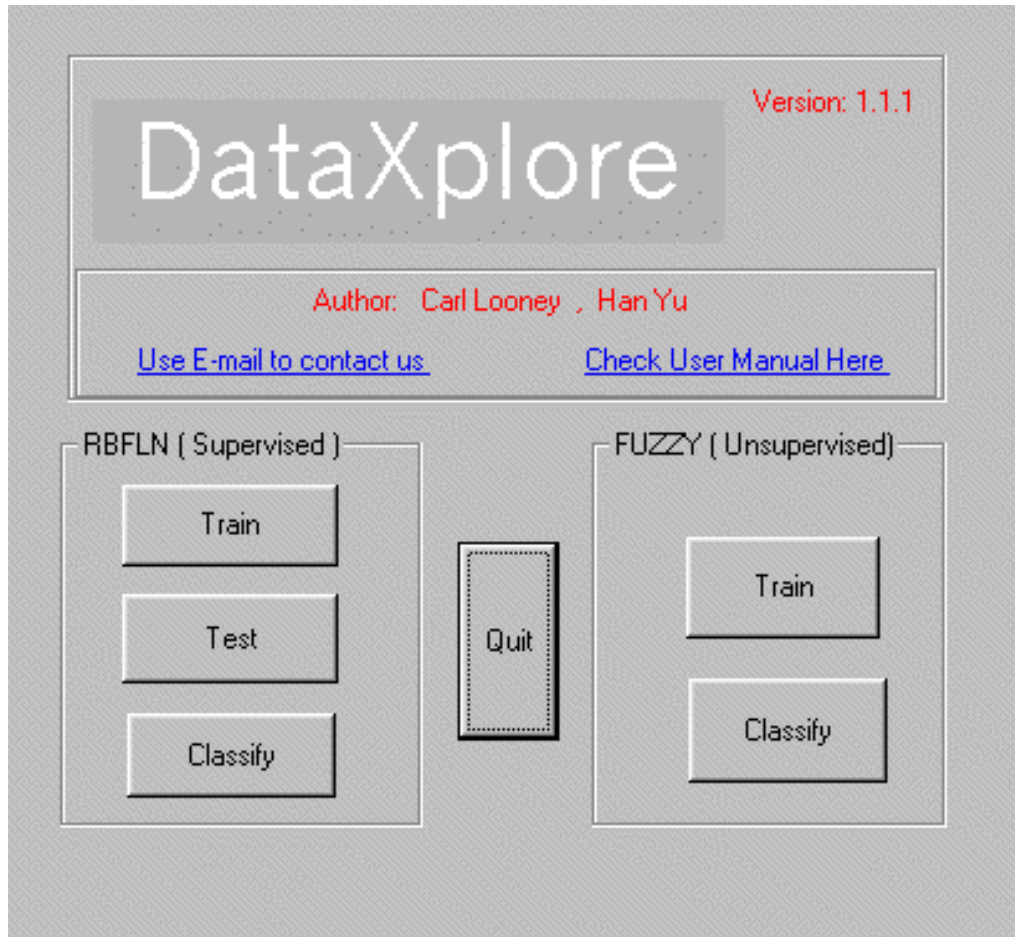 Version: 1.1.1
DataXplore
Author:   Carl Looney  ,  Han Yu
Use E-mail to contact us
Check User Manual Here
RBFLN ( Supervised )
Train
Test
Classify
Quit
FUZZY ( Unsupervised)
Train
Classify